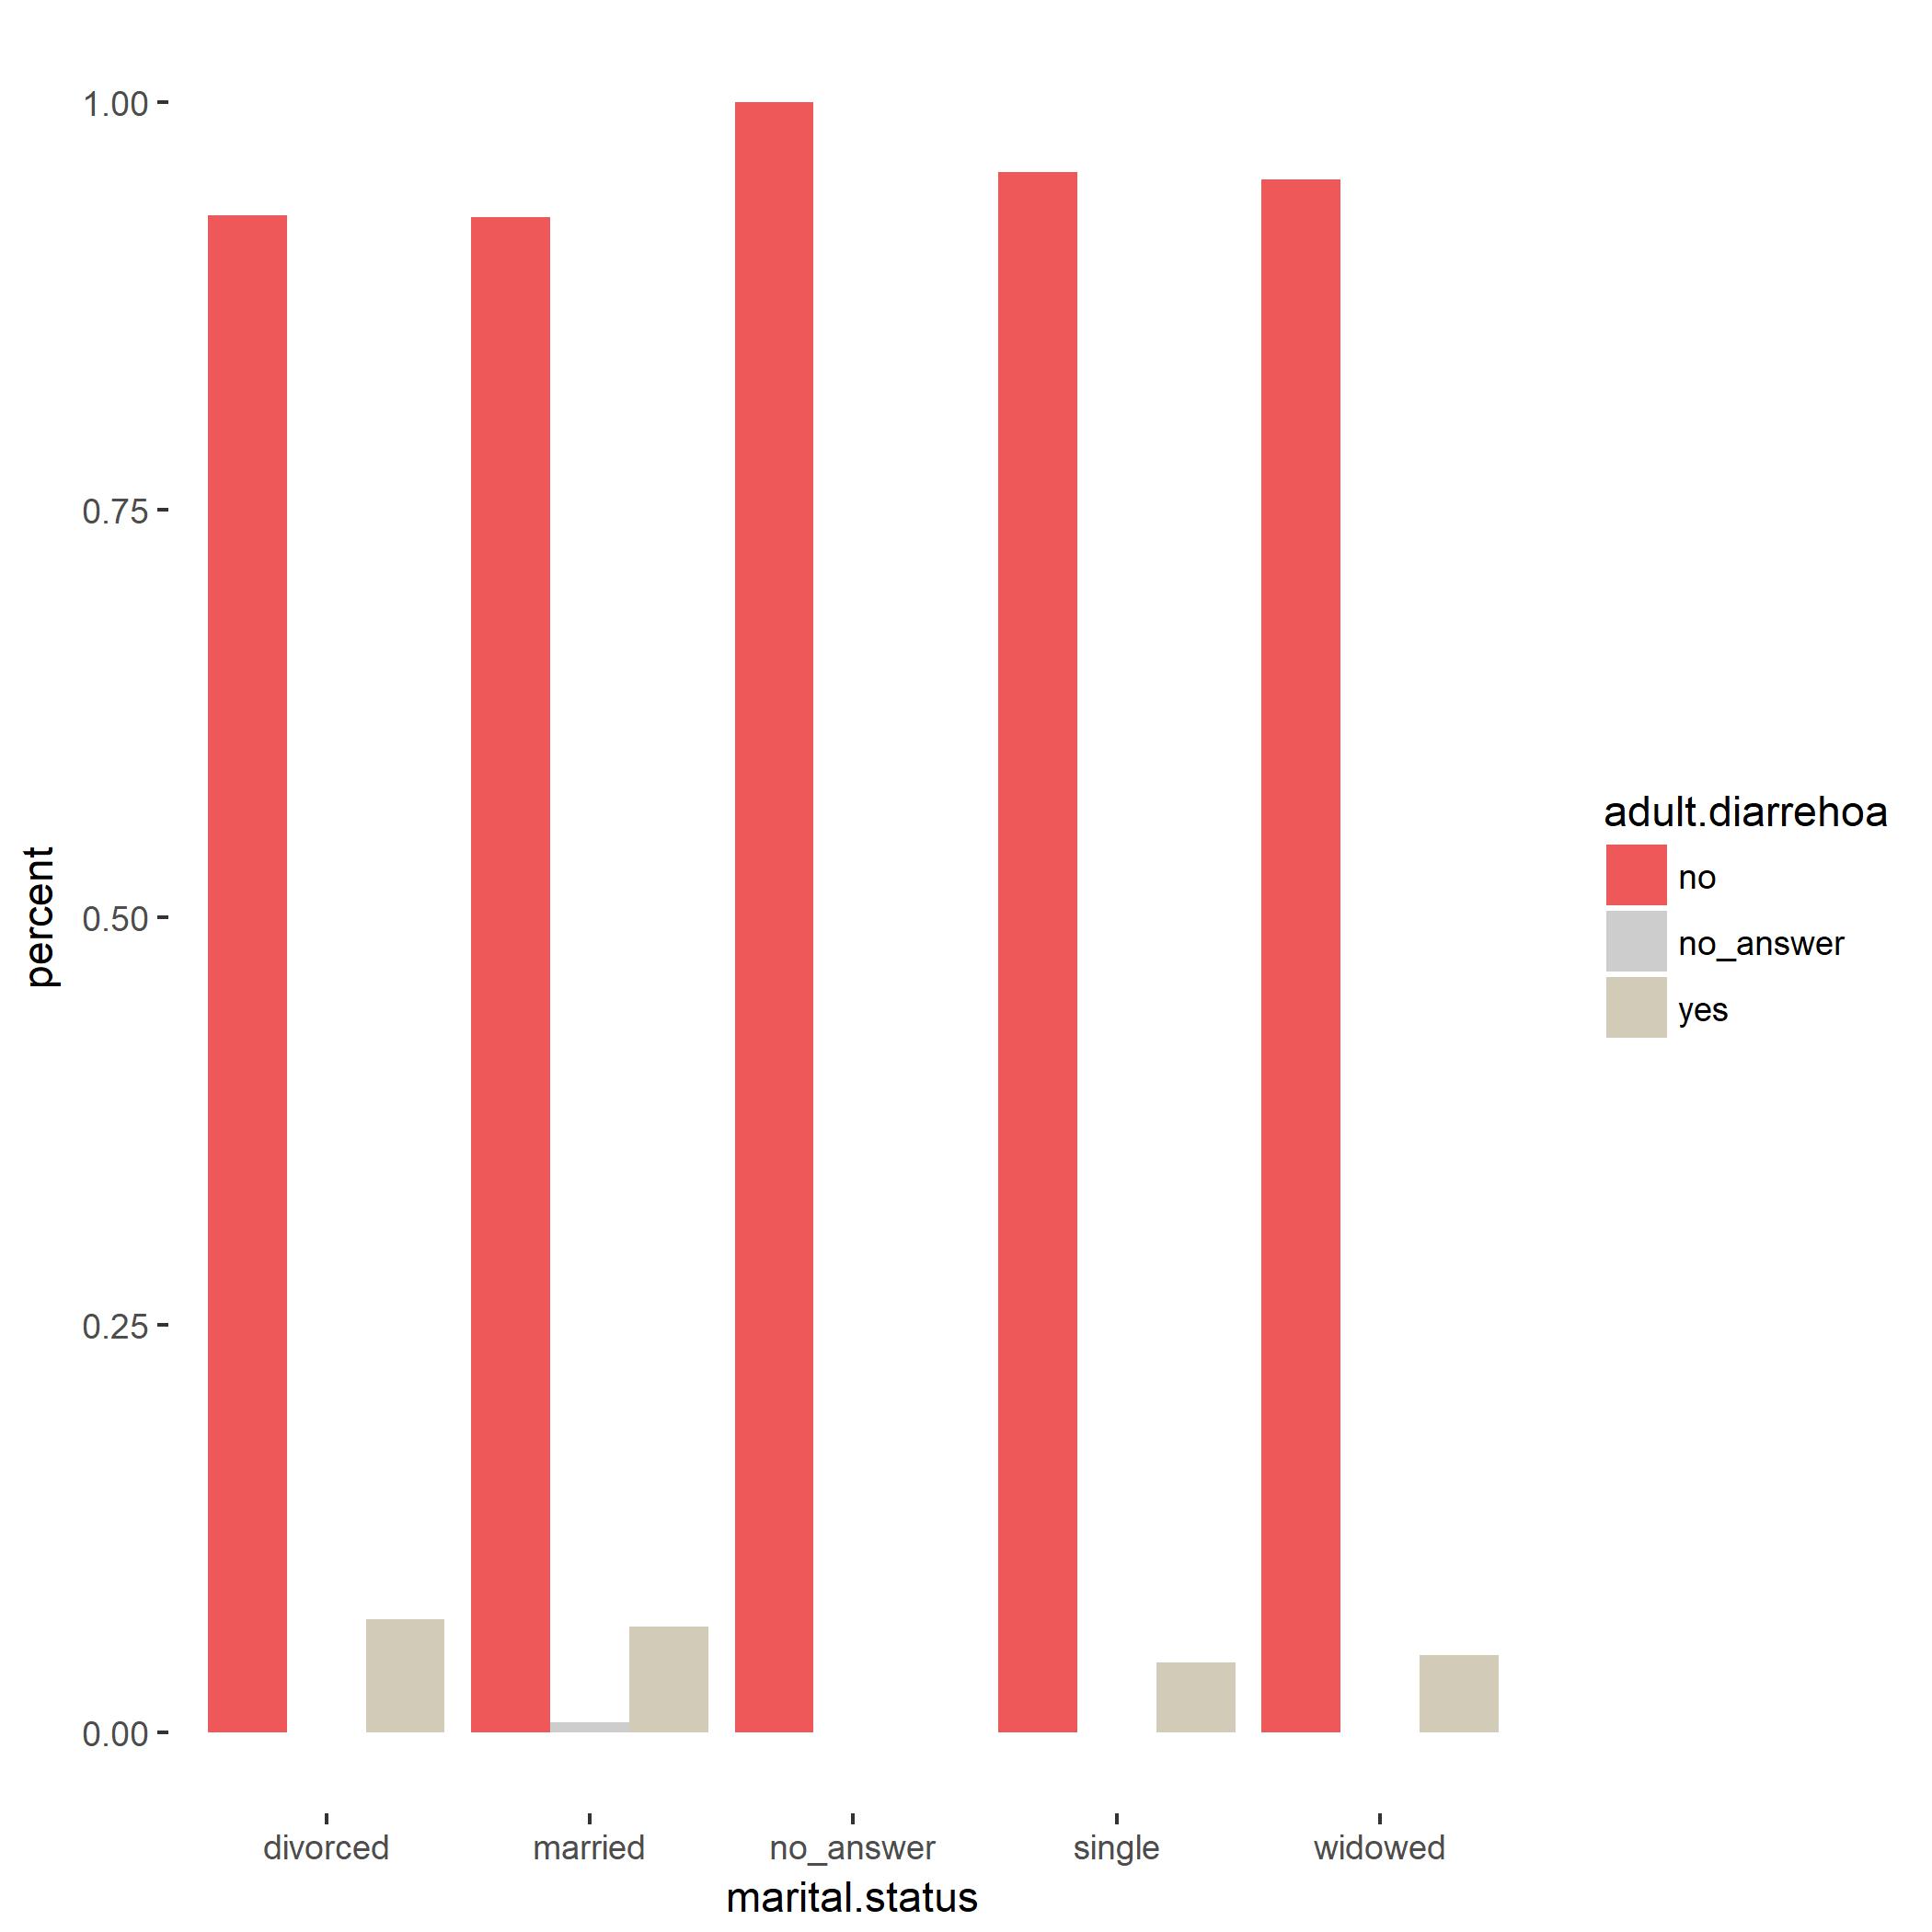 1.00
0.75
0.50
0.25
0.00
percent
divorced married no_answer single widowed
marital.status
adult.diarrehoa
no
no_answer
yes